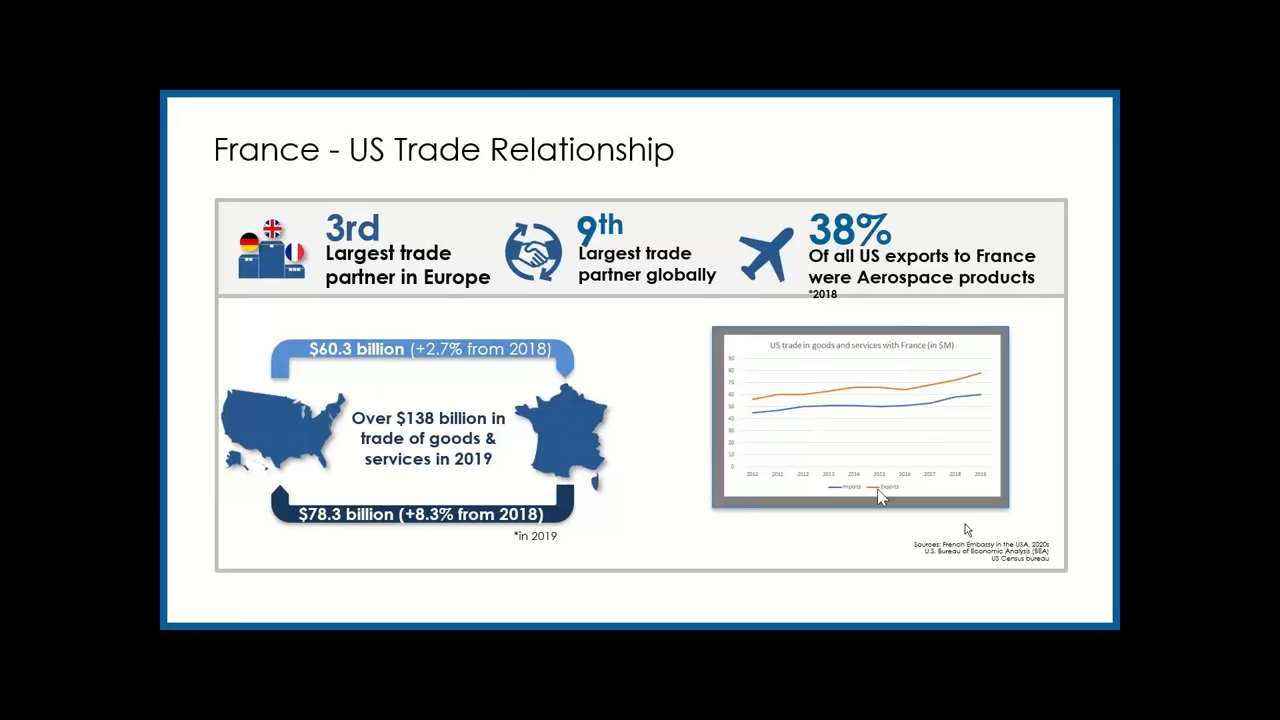 France - US Trade Relationship
3rd
Largest trade
partner in Europe
9th
Largest trade
partner globally
38%
Of all US exports to France
were Aerospace products
*2018
$60.3 billion (+2.7% from 2018)
Over $138 billion in
trade of goods &
services in 2019
$78.3 billion (+8.3% from 2018)
*in 2019
US trade in goods and services with France (in $M)
90
80
70
60
50
40
30
20
10
0
2010 2011 2012 2013 2014 2015 2016 2017 2018 2019
Imports Exports
Sources: French Embassy in the USA, 2020s
U.S. Bureau of Economic Analysis (BEA)
US Census bureau